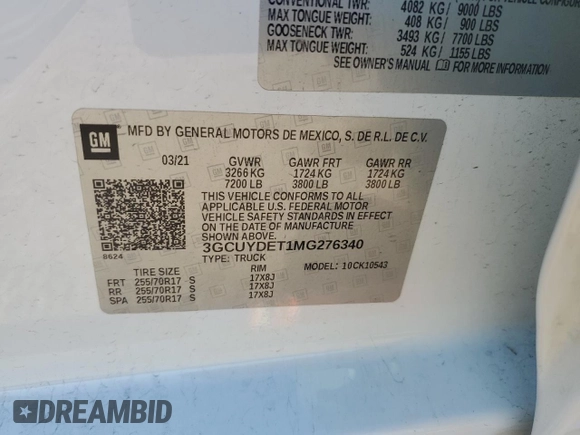 4082 KG / 9000 LBS
MAX TONGUE WT: 408 KG / 900 LBS
GOOSENECK TWR: 3493 KG / 7700 LBS
MAX TONGUE WT: 524 KG / 1155 LBS
SEE OWNER'S MANUAL FOR MORE INFORMATION
GM
MFD BY GENERAL MOTORS DE MEXICO, S. DE R.L. DE C.V.
03/21 GVWR GAWR FRT GAWR RR
3266 KG 1724 KG 1724 KG
7200 LB 3800 LB 3800 LB
THIS VEHICLE CONFORMS TO ALL
APPLICABLE U.S. FEDERAL MOTOR
VEHICLE SAFETY STANDARDS IN EFFECT
ON THE DATE OF MANUFACTURE
SHOWN ABOVE.
3GCUYDET1MG276340
8624
TYPE: TRUCK MODEL: 10CK10543
TIRE SIZE RIM
FRT 255/70R17 S 17X8J
RR 255/70R17 S 17X8J
SPA 255/70R17 S 17X8J
DREAMBID